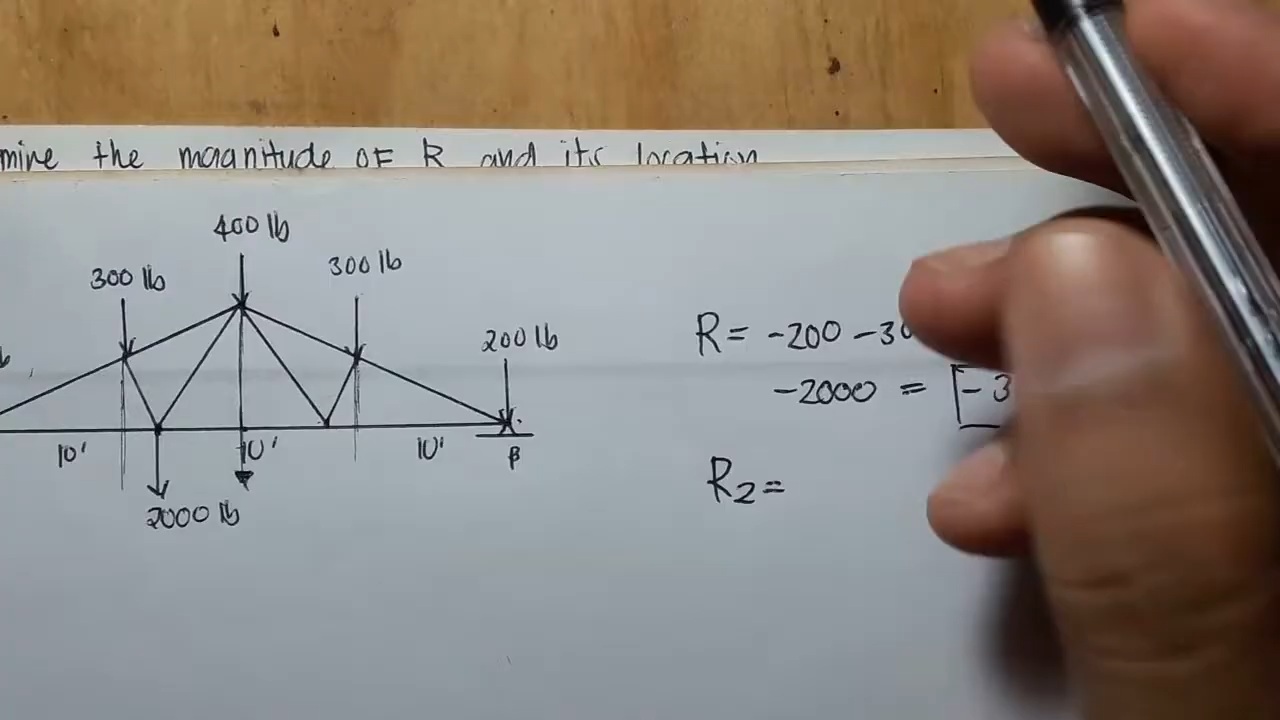 mine the magnitude OF R and its location
400 lb
300 lb
300 lb
200 lb
10'
10'
10'
B
2000 lb
R = -200 -30
-2000 = -3
R2 =